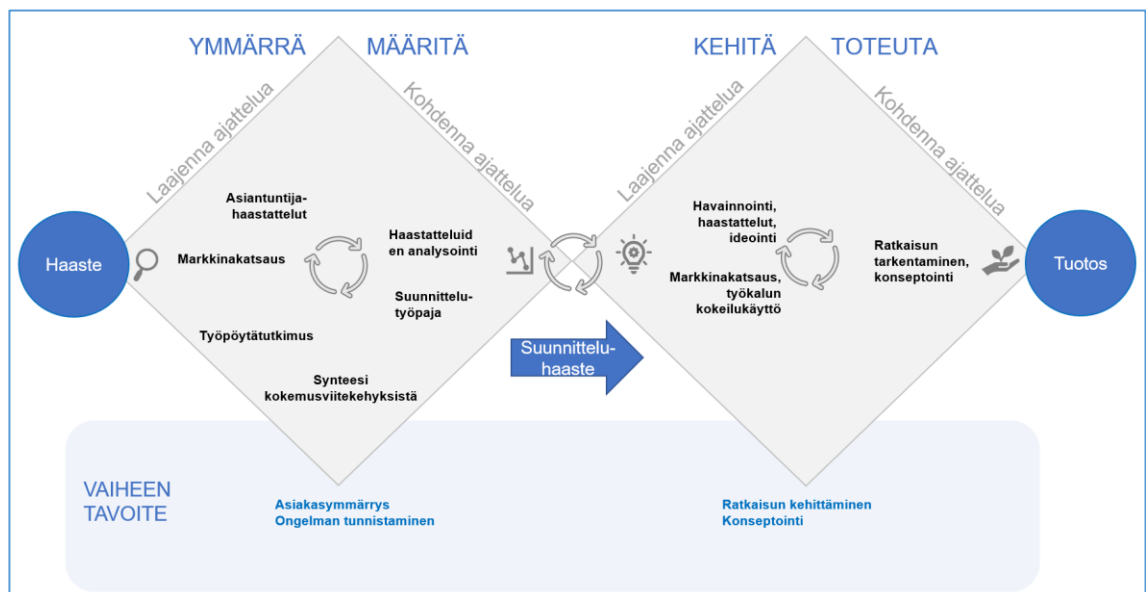 YMMÄRRÄ
MÄÄRITÄ
KEHITÄ
TOTEUTA
Laajenna ajattelua
Kohdenna ajattelua
Laajenna ajattelua
Kohdenna ajattelua
Haaste
Asiantuntija-
haastattelut
Markkinakatsaus
Työpöytätutkimus
Haastatteluid
en analysointi
Suunnittelu-
työpaja
Synteesi
kokemusviitekehyksistä
Suunnittelu-
haaste
Havainnointi,
haastattelut,
ideointi
Markkinakatsaus,
työkalun
kokeilukäyttö
Ratkaisun
tarkentaminen,
konseptointi
Tuotos
VAIHEEN
TAVOITE
Asiakasymmärrys
Ongelman tunnistaminen
Ratkaisun kehittäminen
Konseptointi